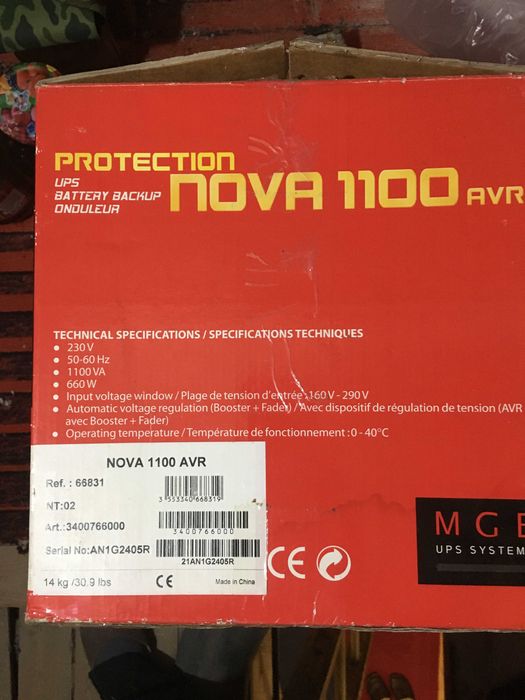 PROTECTION
UPS
BATTERY BACKUP
ONDULEUR
NOVA 1100 AVR
TECHNICAL SPECIFICATIONS / SPECIFICATIONS TECHNIQUES
• 230 V
• 50-60 Hz
• 1100 VA
• 660 W
• Input voltage window / Plage de tension d'entrée :160 V - 290 V
• Automatic voltage regulation (Booster + Fader) / Avec dispositif de régulation de tension (AVR
avec Booster + Fader)
• Operating temperature / Température de fonctionnement : 0 - 40°C
NOVA 1100 AVR
Ref. : 66831
3 553340 668319
NT:02
Art.:3400766000
3400766000
Serial No:AN1G2405R
21AN1G2405R
14 kg /30.9 lbs
CE
Made in China
CE
MGE
UPS SYSTEM